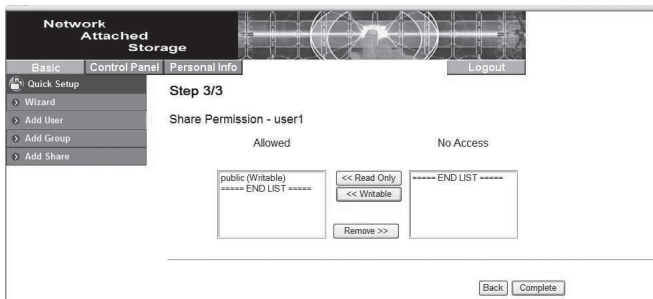 Network
Attached
Storage
Basic Control Panel Personal Info Logout
Quick Setup
Wizard
Add User
Add Group
Add Share
Step 3/3
Share Permission - user1
Allowed No Access
public (Writable)
===== END LIST =====
<< Read Only
<< Writable
Remove >>
===== END LIST =====
Back Complete